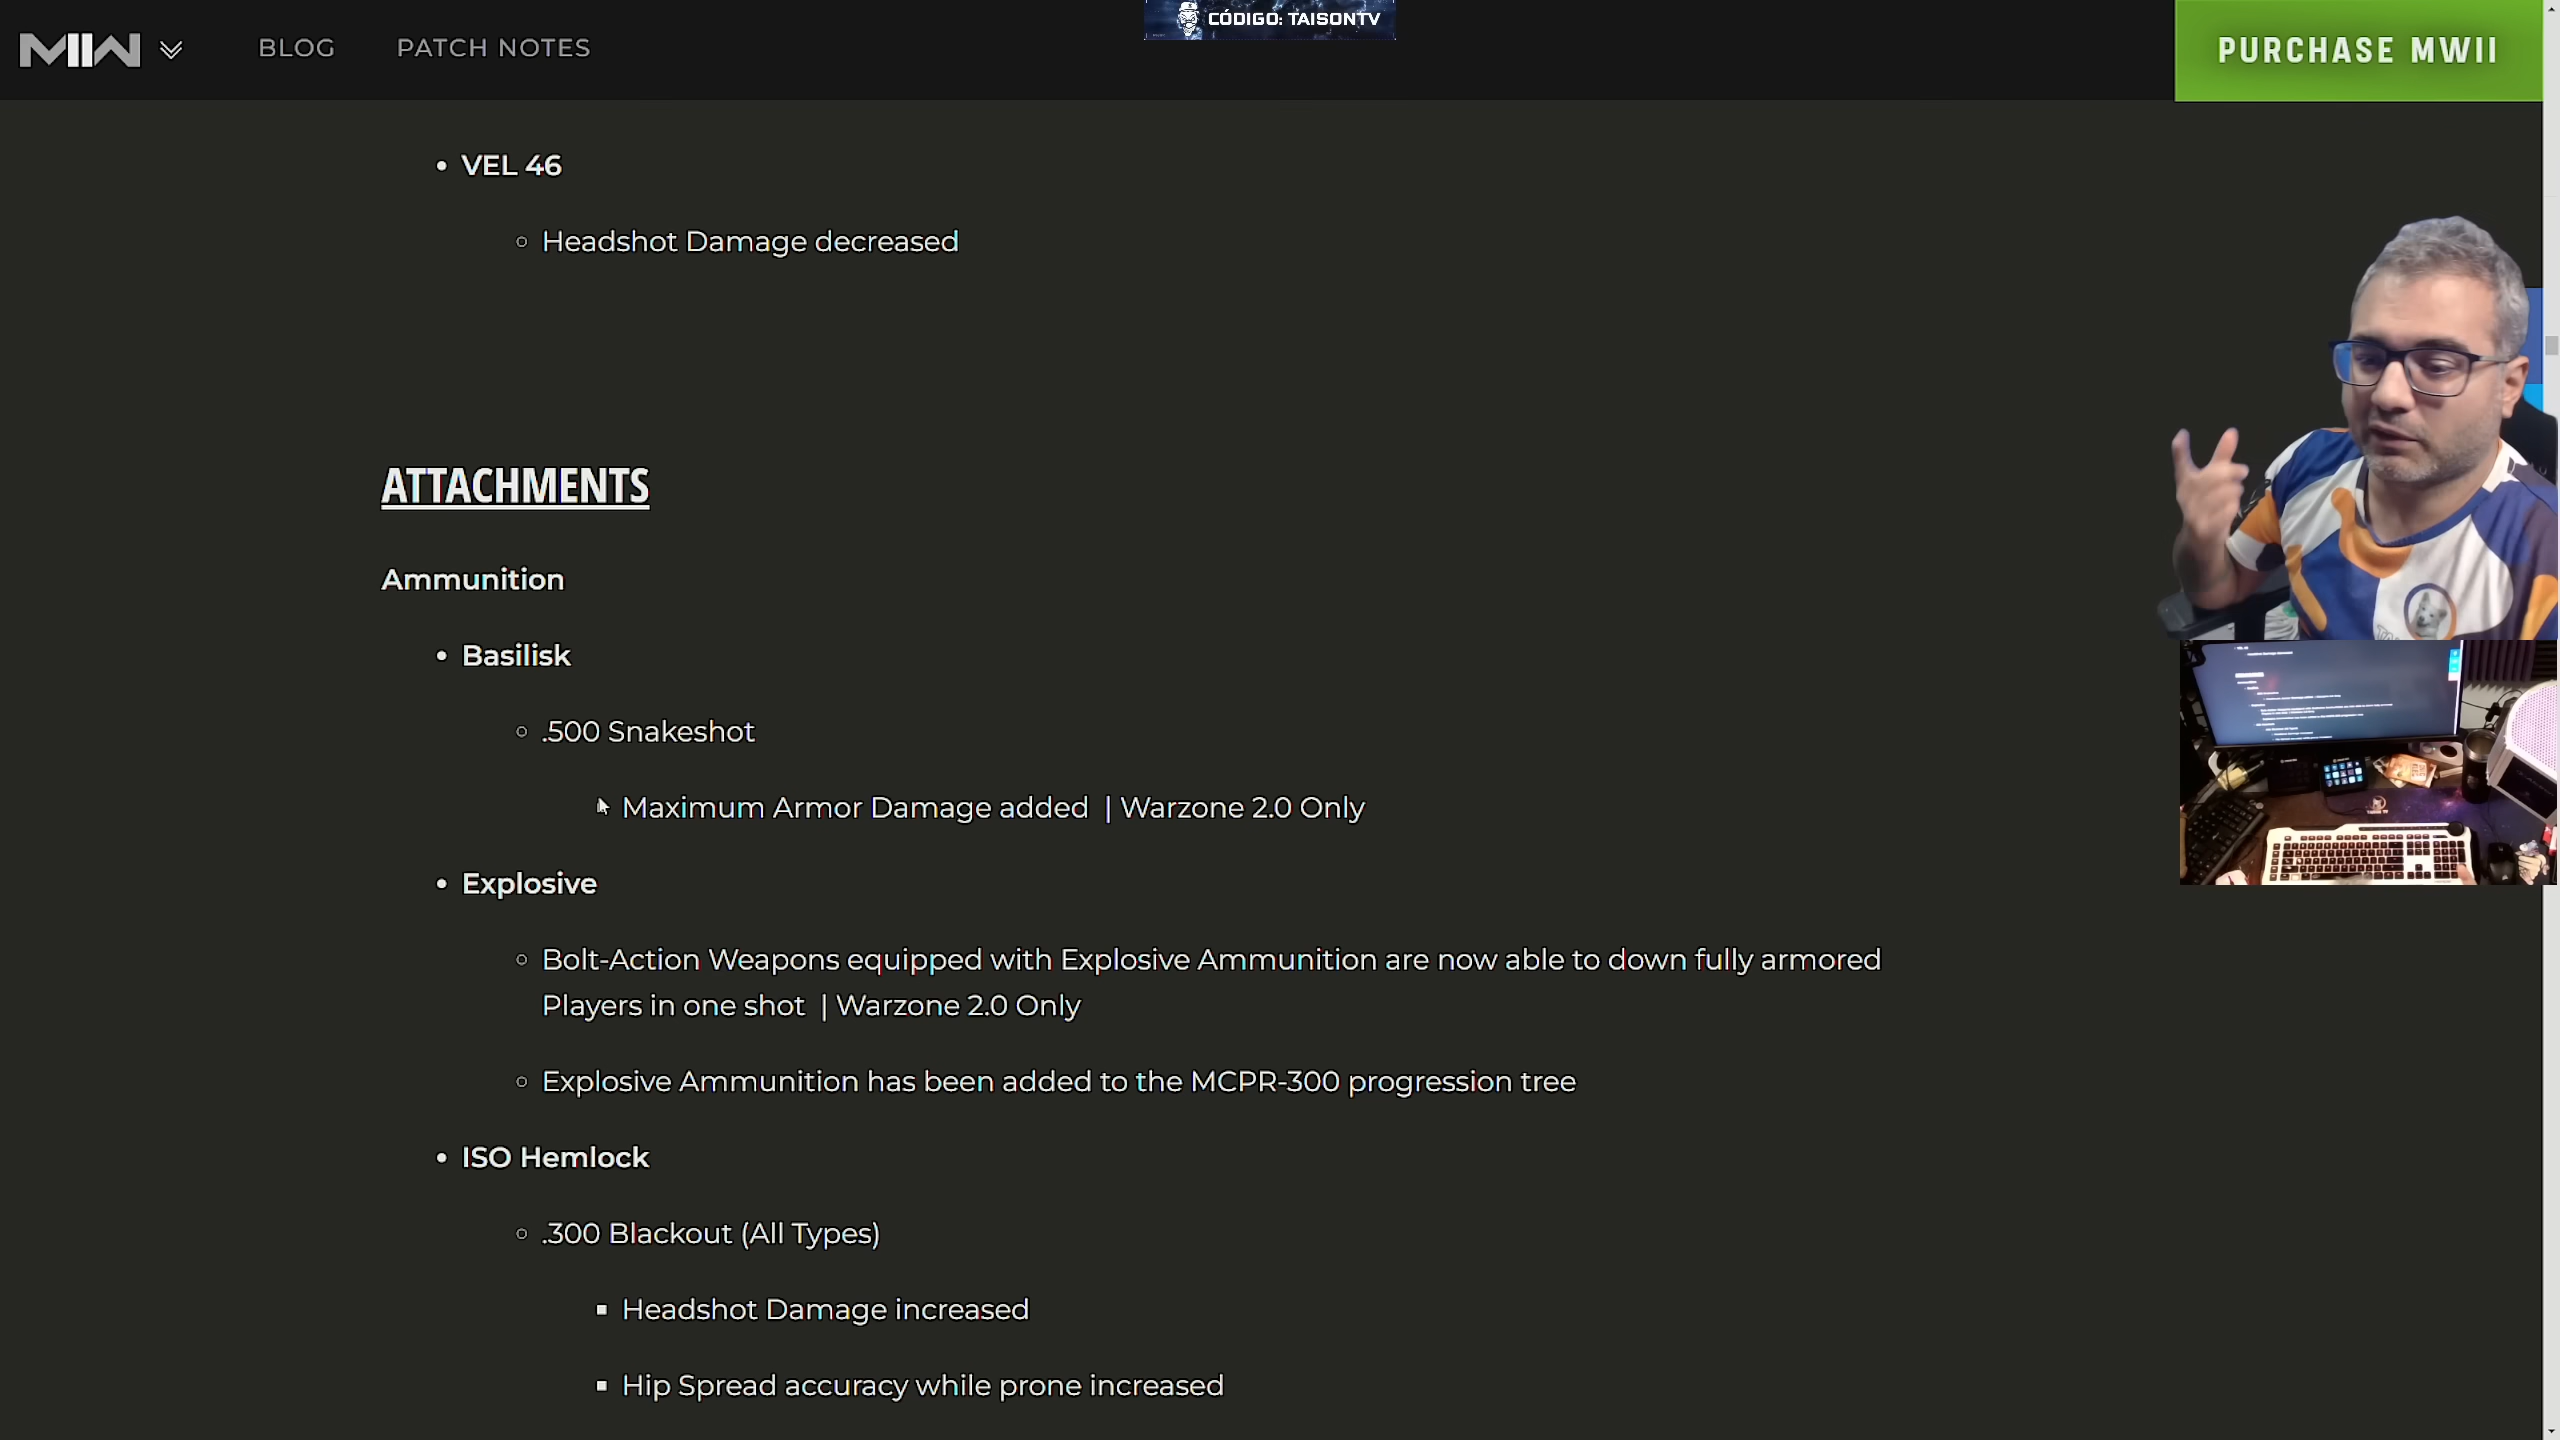 MIIW
BLOG
PATCH NOTES
CÓDIGO: TAISONTV
PURCHASE MWII
VEL 46
Headshot Damage decreased
ATTACHMENTS
Ammunition
Basilisk
.500 Snakeshot
Maximum Armor Damage added | Warzone 2.0 Only
Explosive
Bolt-Action Weapons equipped with Explosive Ammunition are now able to down fully armored
Players in one shot | Warzone 2.0 Only
Explosive Ammunition has been added to the MCPR-300 progression tree
ISO Hemlock
.300 Blackout (All Types)
Headshot Damage increased
Hip Spread accuracy while prone increased